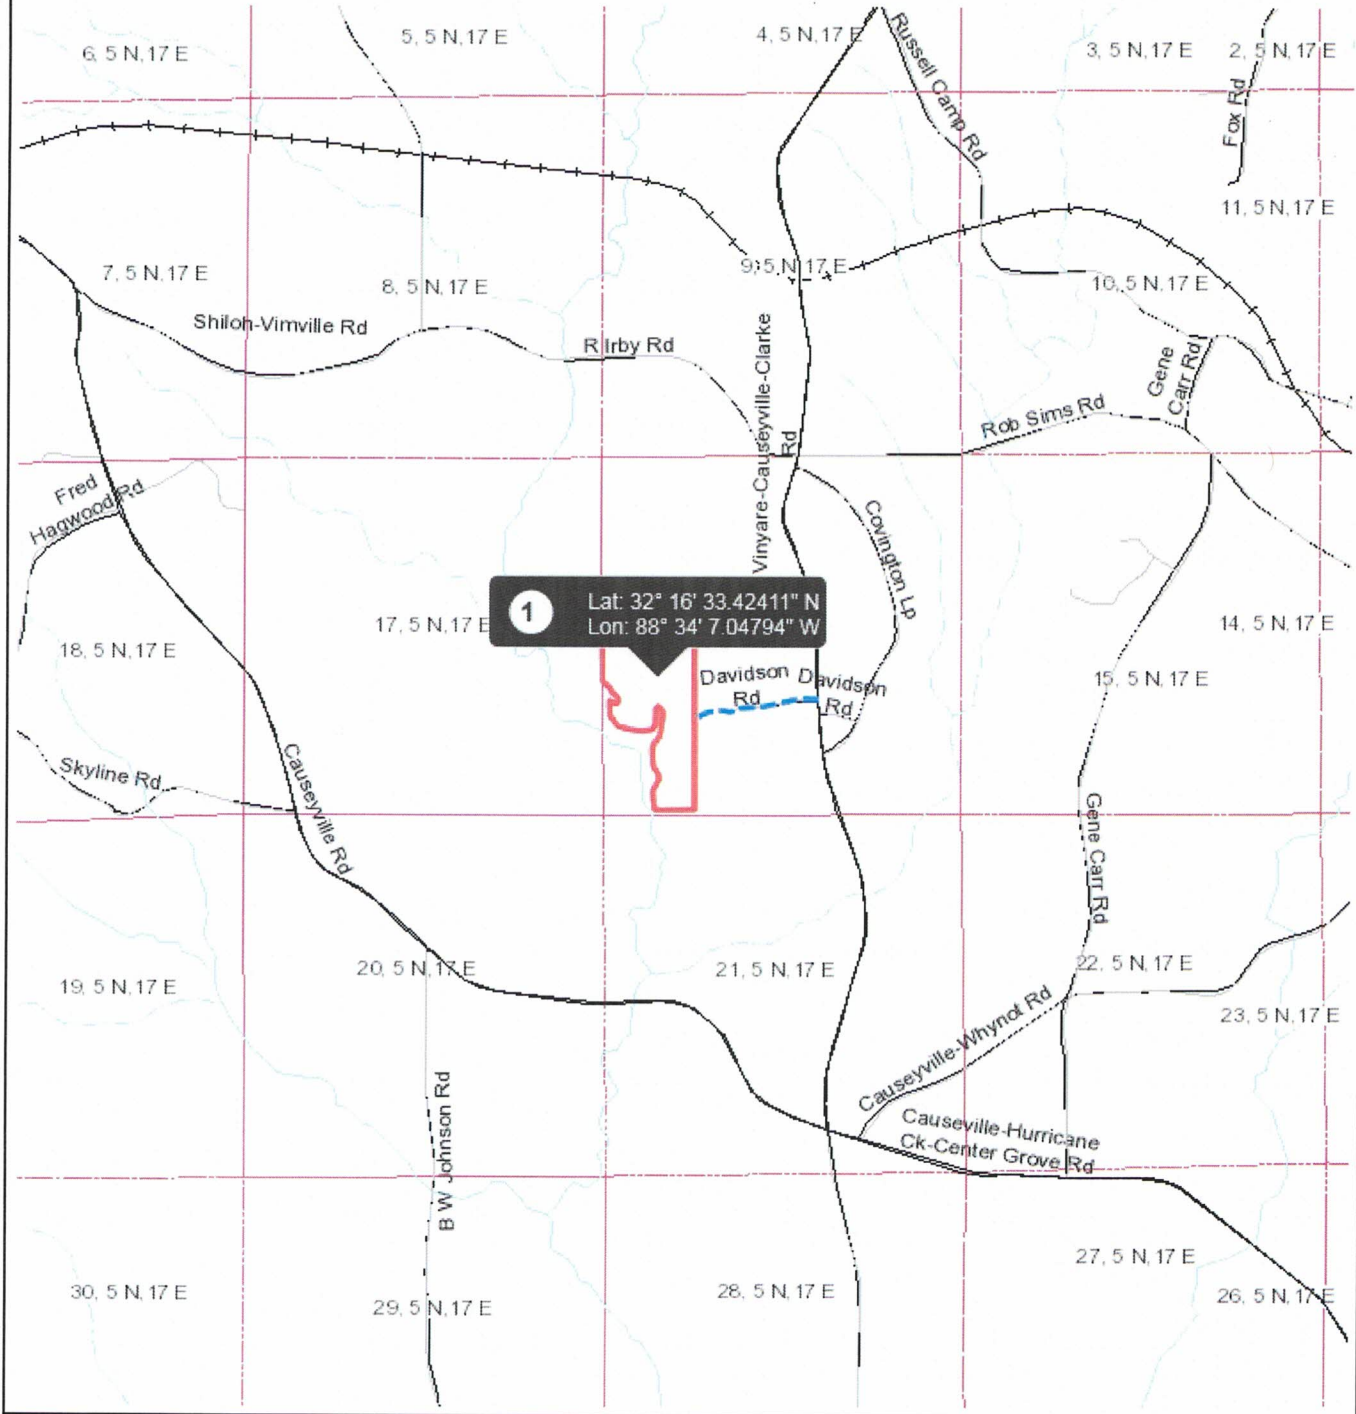 6, 5 N, 17 E
5, 5 N, 17 E
4, 5 N, 17 E
3, 5 N, 17 E
2, 5 N, 17 E
Russell Camp Rd
Fox Rd
11, 5 N, 17 E
7, 5 N, 17 E
8, 5 N, 17 E
9, 5 N, 17 E
10, 5 N, 17 E
Shiloh-Vimville Rd
R Irby Rd
Vinyare-Causeyville-Clarke
Rd
Gene
Carr Rd
Rob Sims Rd
Fred
Hagwood Rd
Covington Lp
1
Lat: 32° 16' 33.42411" N
Lon: 88° 34' 7.04794" W
17, 5 N, 17 E
18, 5 N, 17 E
14, 5 N, 17 E
15, 5 N, 17 E
Davidson
Rd
Davidson
Rd
Skyline Rd
Causeyville Rd
Gene Carr Rd
19, 5 N, 17 E
20, 5 N, 17 E
21, 5 N, 17 E
22, 5 N, 17 E
23, 5 N, 17 E
Causeyville-Whynot Rd
Causeville-Hurricane
Ck-Center Grove Rd
B W Johnson Rd
30, 5 N, 17 E
29, 5 N, 17 E
28, 5 N, 17 E
27, 5 N, 17 E
26, 5 N, 17 E